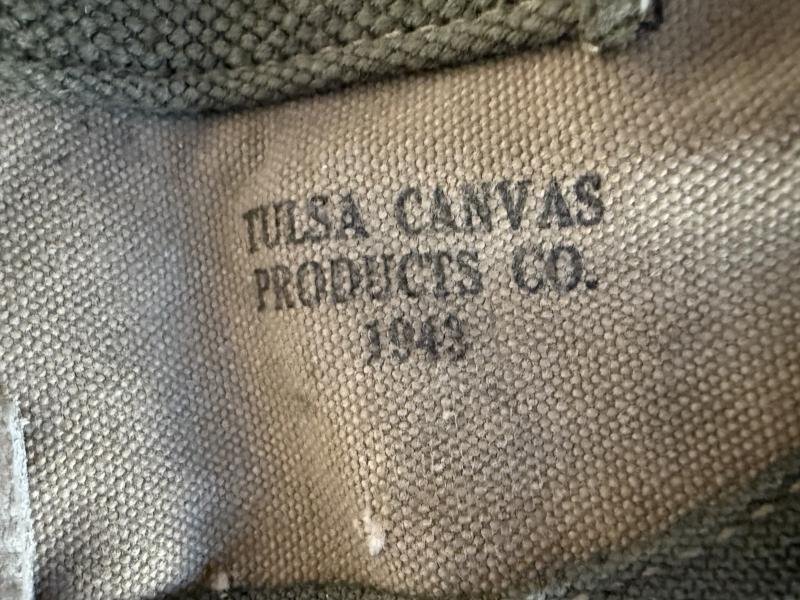 TULSA CANVAS
PRODUCTS CO.
1943